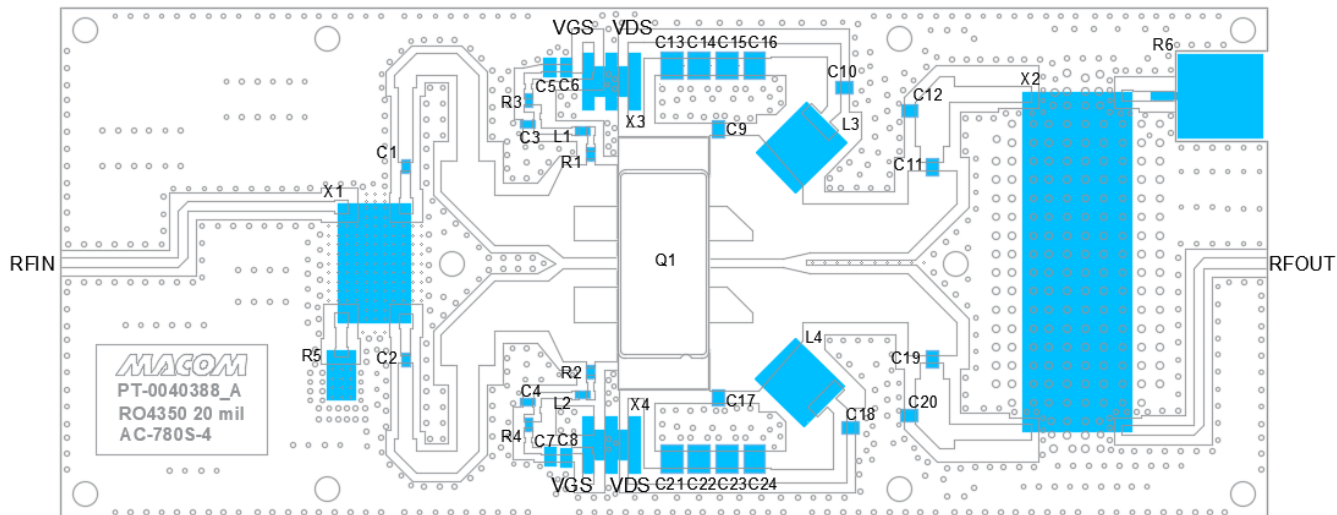 VGS VDS
C13 C14 C15 C16
R6
C5 C6
C10
X2
R3
X3
C12
C3 L1
C9
L3
C1
R1
C11
X1
RFIN
Q1
RFOUT
L4
R5
C2
R2
C19
MACOM
PT-0040388_A
RO4350 20 mil
AC-780S-4
C4 L2
X4
C17
C18
C20
R4
C7 C8
VGS VDS
C21 C22 C23 C24